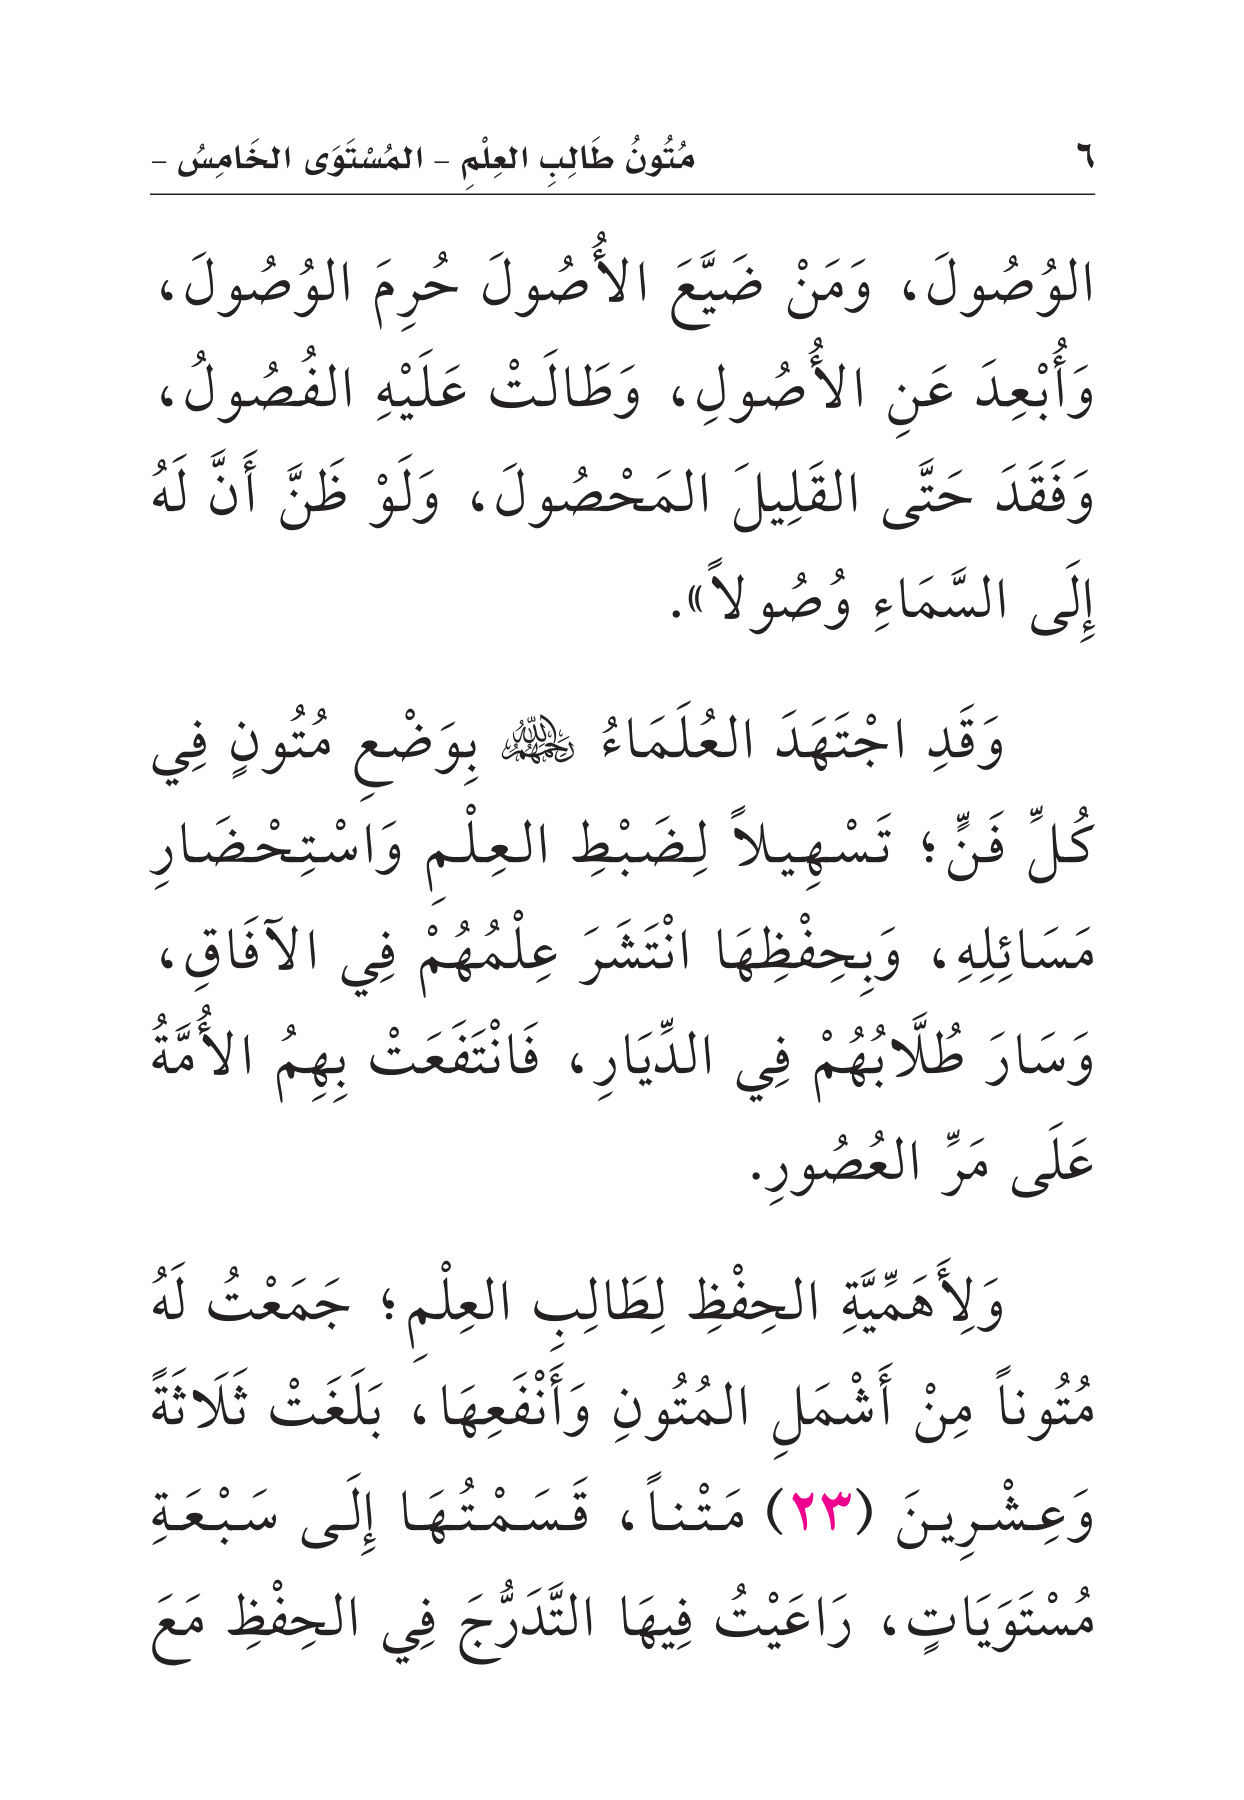 ٦ مُتُونُ طَالِبِ العِلْمِ – المُسْتَوَى الخَامِسُ –
الوُصُولَ، وَمَنْ ضَيَّعَ الأُصُولَ حُرِمَ الوُصُولَ،
وَأُبْعِدَ عَنِ الأُصُولِ، وَطَالَتْ عَلَيْهِ الفُصُولُ،
وَفَقَدَ حَتَّى القَلِيلَ المَحْصُولَ، وَلَوْ ظَنَّ أَنَّ لَهُ
إِلَى السَّمَاءِ وُصُولاً».
وَقَدِ اجْتَهَدَ العُلَمَاءُ رحمهم الله بِوَضْعِ مُتُونٍ فِي
كُلِّ فَنٍّ؛ تَسْهِيلاً لِضَبْطِ العِلْمِ وَاسْتِحْضَارِ
مَسَائِلِهِ، وَبِحِفْظِهَا انْتَشَرَ عِلْمُهُمْ فِي الآفَاقِ،
وَسَارَ طُلَّابُهُمْ فِي الدِّيَارِ، فَانْتَفَعَتْ بِهِمُ الأُمَّةُ
عَلَى مَرِّ العُصُورِ.
وَلِأَهَمِّيَّةِ الحِفْظِ لِطَالِبِ العِلْمِ؛ جَمَعْتُ لَهُ
مُتُوناً مِنْ أَشْمَلِ المُتُونِ وَأَنْفَعِهَا، بَلَغَتْ ثَلَاثَةً
وَعِشْرِينَ (٢٣) مَتْناً، قَسَمْتُهَا إِلَى سَبْعَةِ
مُسْتَوَيَاتٍ، رَاعَيْتُ فِيهَا التَّدَرُّجَ فِي الحِفْظِ مَعَ